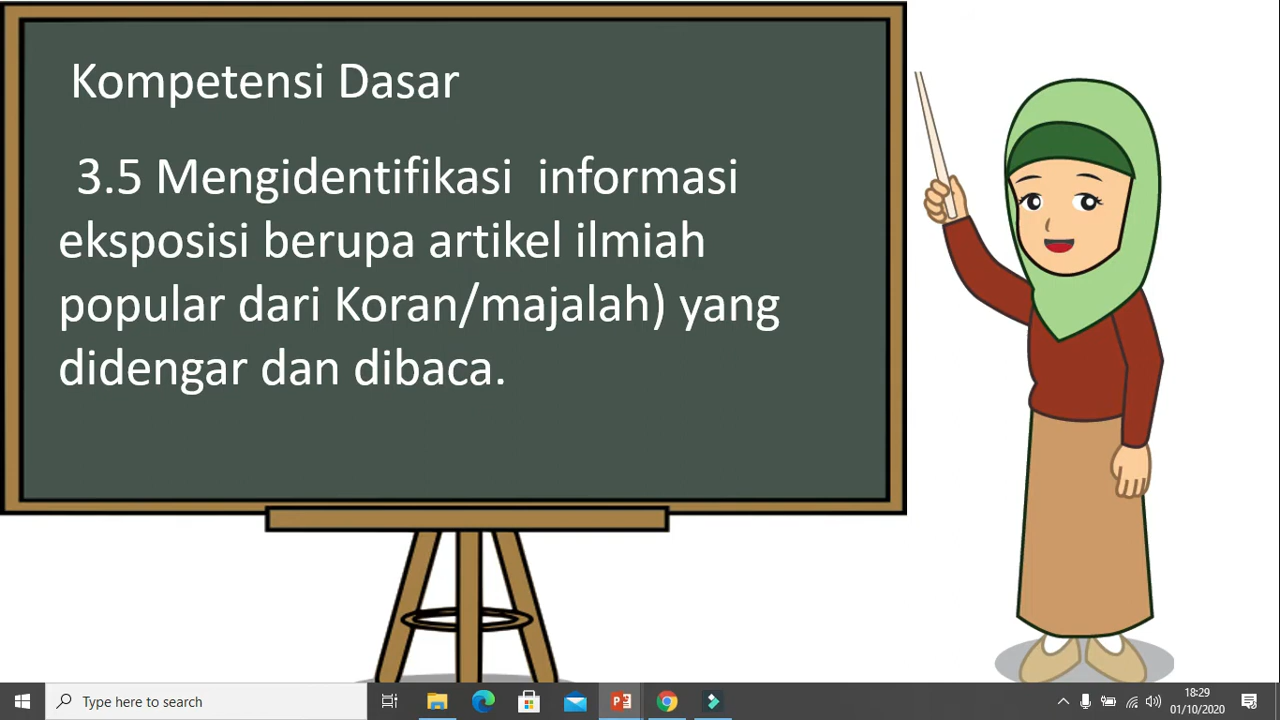 Kompetensi Dasar
3.5 Mengidentifikasi informasi
eksposisi berupa artikel ilmiah
popular dari Koran/majalah) yang
didengar dan dibaca.
Type here to search
18:29
01/10/2020